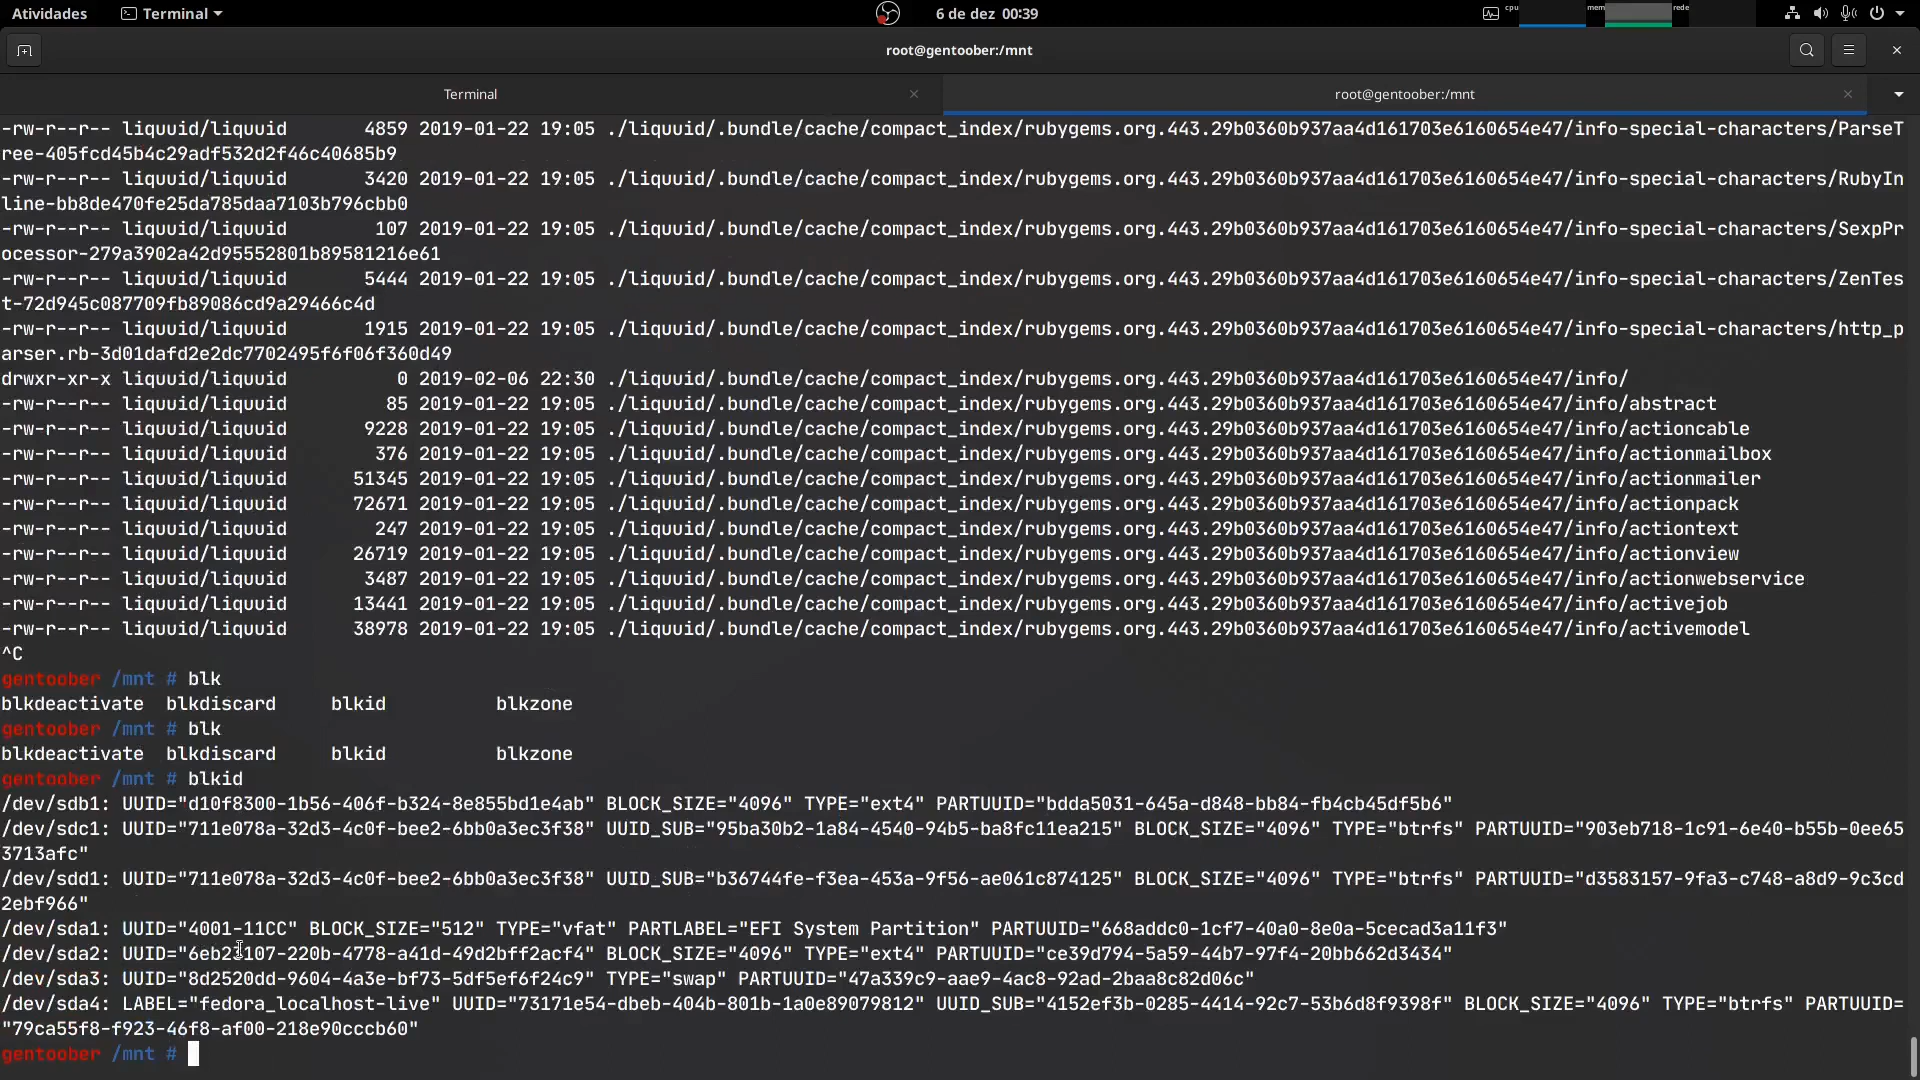 Atividades Terminal 6 de dez 00:39 cpu mem rede
root@gentoober:/mnt
Terminal root@gentoober:/mnt
-rw-r--r-- liquuid/liquuid 4859 2019-01-22 19:05 ./liquuid/.bundle/cache/compact_index/rubygems.org.443.29b0360b937aa4d161703e6160654e47/info-special-characters/ParseT
ree-405fcd45b4c29adf532d2f46c40685b9
-rw-r--r-- liquuid/liquuid 3420 2019-01-22 19:05 ./liquuid/.bundle/cache/compact_index/rubygems.org.443.29b0360b937aa4d161703e6160654e47/info-special-characters/RubyIn
line-bb8de470fe25da785daa7103b796cbb0
-rw-r--r-- liquuid/liquuid 107 2019-01-22 19:05 ./liquuid/.bundle/cache/compact_index/rubygems.org.443.29b0360b937aa4d161703e6160654e47/info-special-characters/SexpPr
ocessor-279a3902a42d95552801b89581216e61
-rw-r--r-- liquuid/liquuid 5444 2019-01-22 19:05 ./liquuid/.bundle/cache/compact_index/rubygems.org.443.29b0360b937aa4d161703e6160654e47/info-special-characters/ZenTes
t-72d945c087709fb89086cd9a29466c4d
-rw-r--r-- liquuid/liquuid 1915 2019-01-22 19:05 ./liquuid/.bundle/cache/compact_index/rubygems.org.443.29b0360b937aa4d161703e6160654e47/info-special-characters/http_p
arser.rb-3d01dafd2e2dc7702495f6f06f360d49
drwxr-xr-x liquuid/liquuid 0 2019-02-06 22:30 ./liquuid/.bundle/cache/compact_index/rubygems.org.443.29b0360b937aa4d161703e6160654e47/info/
-rw-r--r-- liquuid/liquuid 85 2019-01-22 19:05 ./liquuid/.bundle/cache/compact_index/rubygems.org.443.29b0360b937aa4d161703e6160654e47/info/abstract
-rw-r--r-- liquuid/liquuid 9228 2019-01-22 19:05 ./liquuid/.bundle/cache/compact_index/rubygems.org.443.29b0360b937aa4d161703e6160654e47/info/actioncable
-rw-r--r-- liquuid/liquuid 376 2019-01-22 19:05 ./liquuid/.bundle/cache/compact_index/rubygems.org.443.29b0360b937aa4d161703e6160654e47/info/actionmailbox
-rw-r--r-- liquuid/liquuid 51345 2019-01-22 19:05 ./liquuid/.bundle/cache/compact_index/rubygems.org.443.29b0360b937aa4d161703e6160654e47/info/actionmailer
-rw-r--r-- liquuid/liquuid 72671 2019-01-22 19:05 ./liquuid/.bundle/cache/compact_index/rubygems.org.443.29b0360b937aa4d161703e6160654e47/info/actionpack
-rw-r--r-- liquuid/liquuid 247 2019-01-22 19:05 ./liquuid/.bundle/cache/compact_index/rubygems.org.443.29b0360b937aa4d161703e6160654e47/info/actiontext
-rw-r--r-- liquuid/liquuid 26719 2019-01-22 19:05 ./liquuid/.bundle/cache/compact_index/rubygems.org.443.29b0360b937aa4d161703e6160654e47/info/actionview
-rw-r--r-- liquuid/liquuid 3487 2019-01-22 19:05 ./liquuid/.bundle/cache/compact_index/rubygems.org.443.29b0360b937aa4d161703e6160654e47/info/actionwebservice
-rw-r--r-- liquuid/liquuid 13441 2019-01-22 19:05 ./liquuid/.bundle/cache/compact_index/rubygems.org.443.29b0360b937aa4d161703e6160654e47/info/activejob
-rw-r--r-- liquuid/liquuid 38978 2019-01-22 19:05 ./liquuid/.bundle/cache/compact_index/rubygems.org.443.29b0360b937aa4d161703e6160654e47/info/activemodel
^C
gentoober /mnt # blk
blkdeactivate blkdiscard blkid blkzone
gentoober /mnt # blk
blkdeactivate blkdiscard blkid blkzone
gentoober /mnt # blkid
/dev/sdb1: UUID="d10f8300-1b56-406f-b324-8e855bd1e4ab" BLOCK_SIZE="4096" TYPE="ext4" PARTUUID="bdda5031-645a-d848-bb84-fb4cb45df5b6"
/dev/sdc1: UUID="711e078a-32d3-4c0f-bee2-6bb0a3ec3f38" UUID_SUB="95ba30b2-1a84-4540-94b5-ba8fc11ea215" BLOCK_SIZE="4096" TYPE="btrfs" PARTUUID="903eb718-1c91-6e40-b55b-0ee65
3713afc"
/dev/sdd1: UUID="711e078a-32d3-4c0f-bee2-6bb0a3ec3f38" UUID_SUB="b36744fe-f3ea-453a-9f56-ae061c874125" BLOCK_SIZE="4096" TYPE="btrfs" PARTUUID="d3583157-9fa3-c748-a8d9-9c3cd
2ebf966"
/dev/sda1: UUID="4001-11CC" BLOCK_SIZE="512" TYPE="vfat" PARTLABEL="EFI System Partition" PARTUUID="668addc0-1cf7-40a0-8e0a-5cecad3a11f3"
/dev/sda2: BLOCK_SIZE="4096" TYPE="ext4" PARTUUID="ce39d794-5a59-44b7-97f4-20bb662d3434"
/dev/sda3: UUID="8d2520dd-9604-4a3e-bf73-5df5ef6f24c9" TYPE="swap" PARTUUID="47a339c9-aae9-4ac8-92ad-2baa8c82d06c"
/dev/sda4: LABEL="fedora_localhost-live" UUID="73171e54-dbeb-404b-801b-1a0e89079812" UUID_SUB="4152ef3b-0285-4414-92c7-53b6d8f9398f" BLOCK_SIZE="4096" TYPE="btrfs" PARTUUID=
"79ca55f8-f923-46f8-af00-218e90cccb60"
gentoober /mnt #